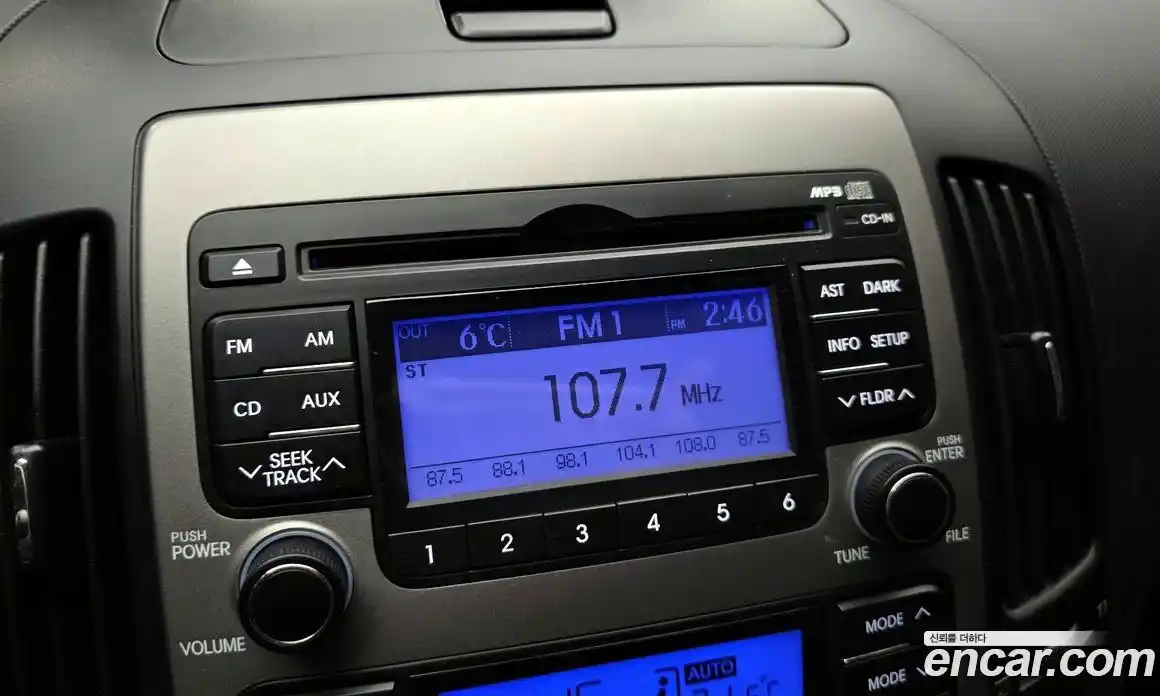 MP3
CD-IN
FM AM
CD AUX
SEEK
TRACK
OUT 6°C FM 1 PM 2:46
ST
107.7 MHz
87.5 88.1 98.1 104.1 108.0 87.5
1 2 3 4 5 6
AST DARK
INFO SETUP
FLDR
PUSH
ENTER
TUNE
FILE
PUSH
POWER
VOLUME
AUTO
MODE
MODE
신뢰를 더하다
encar.com